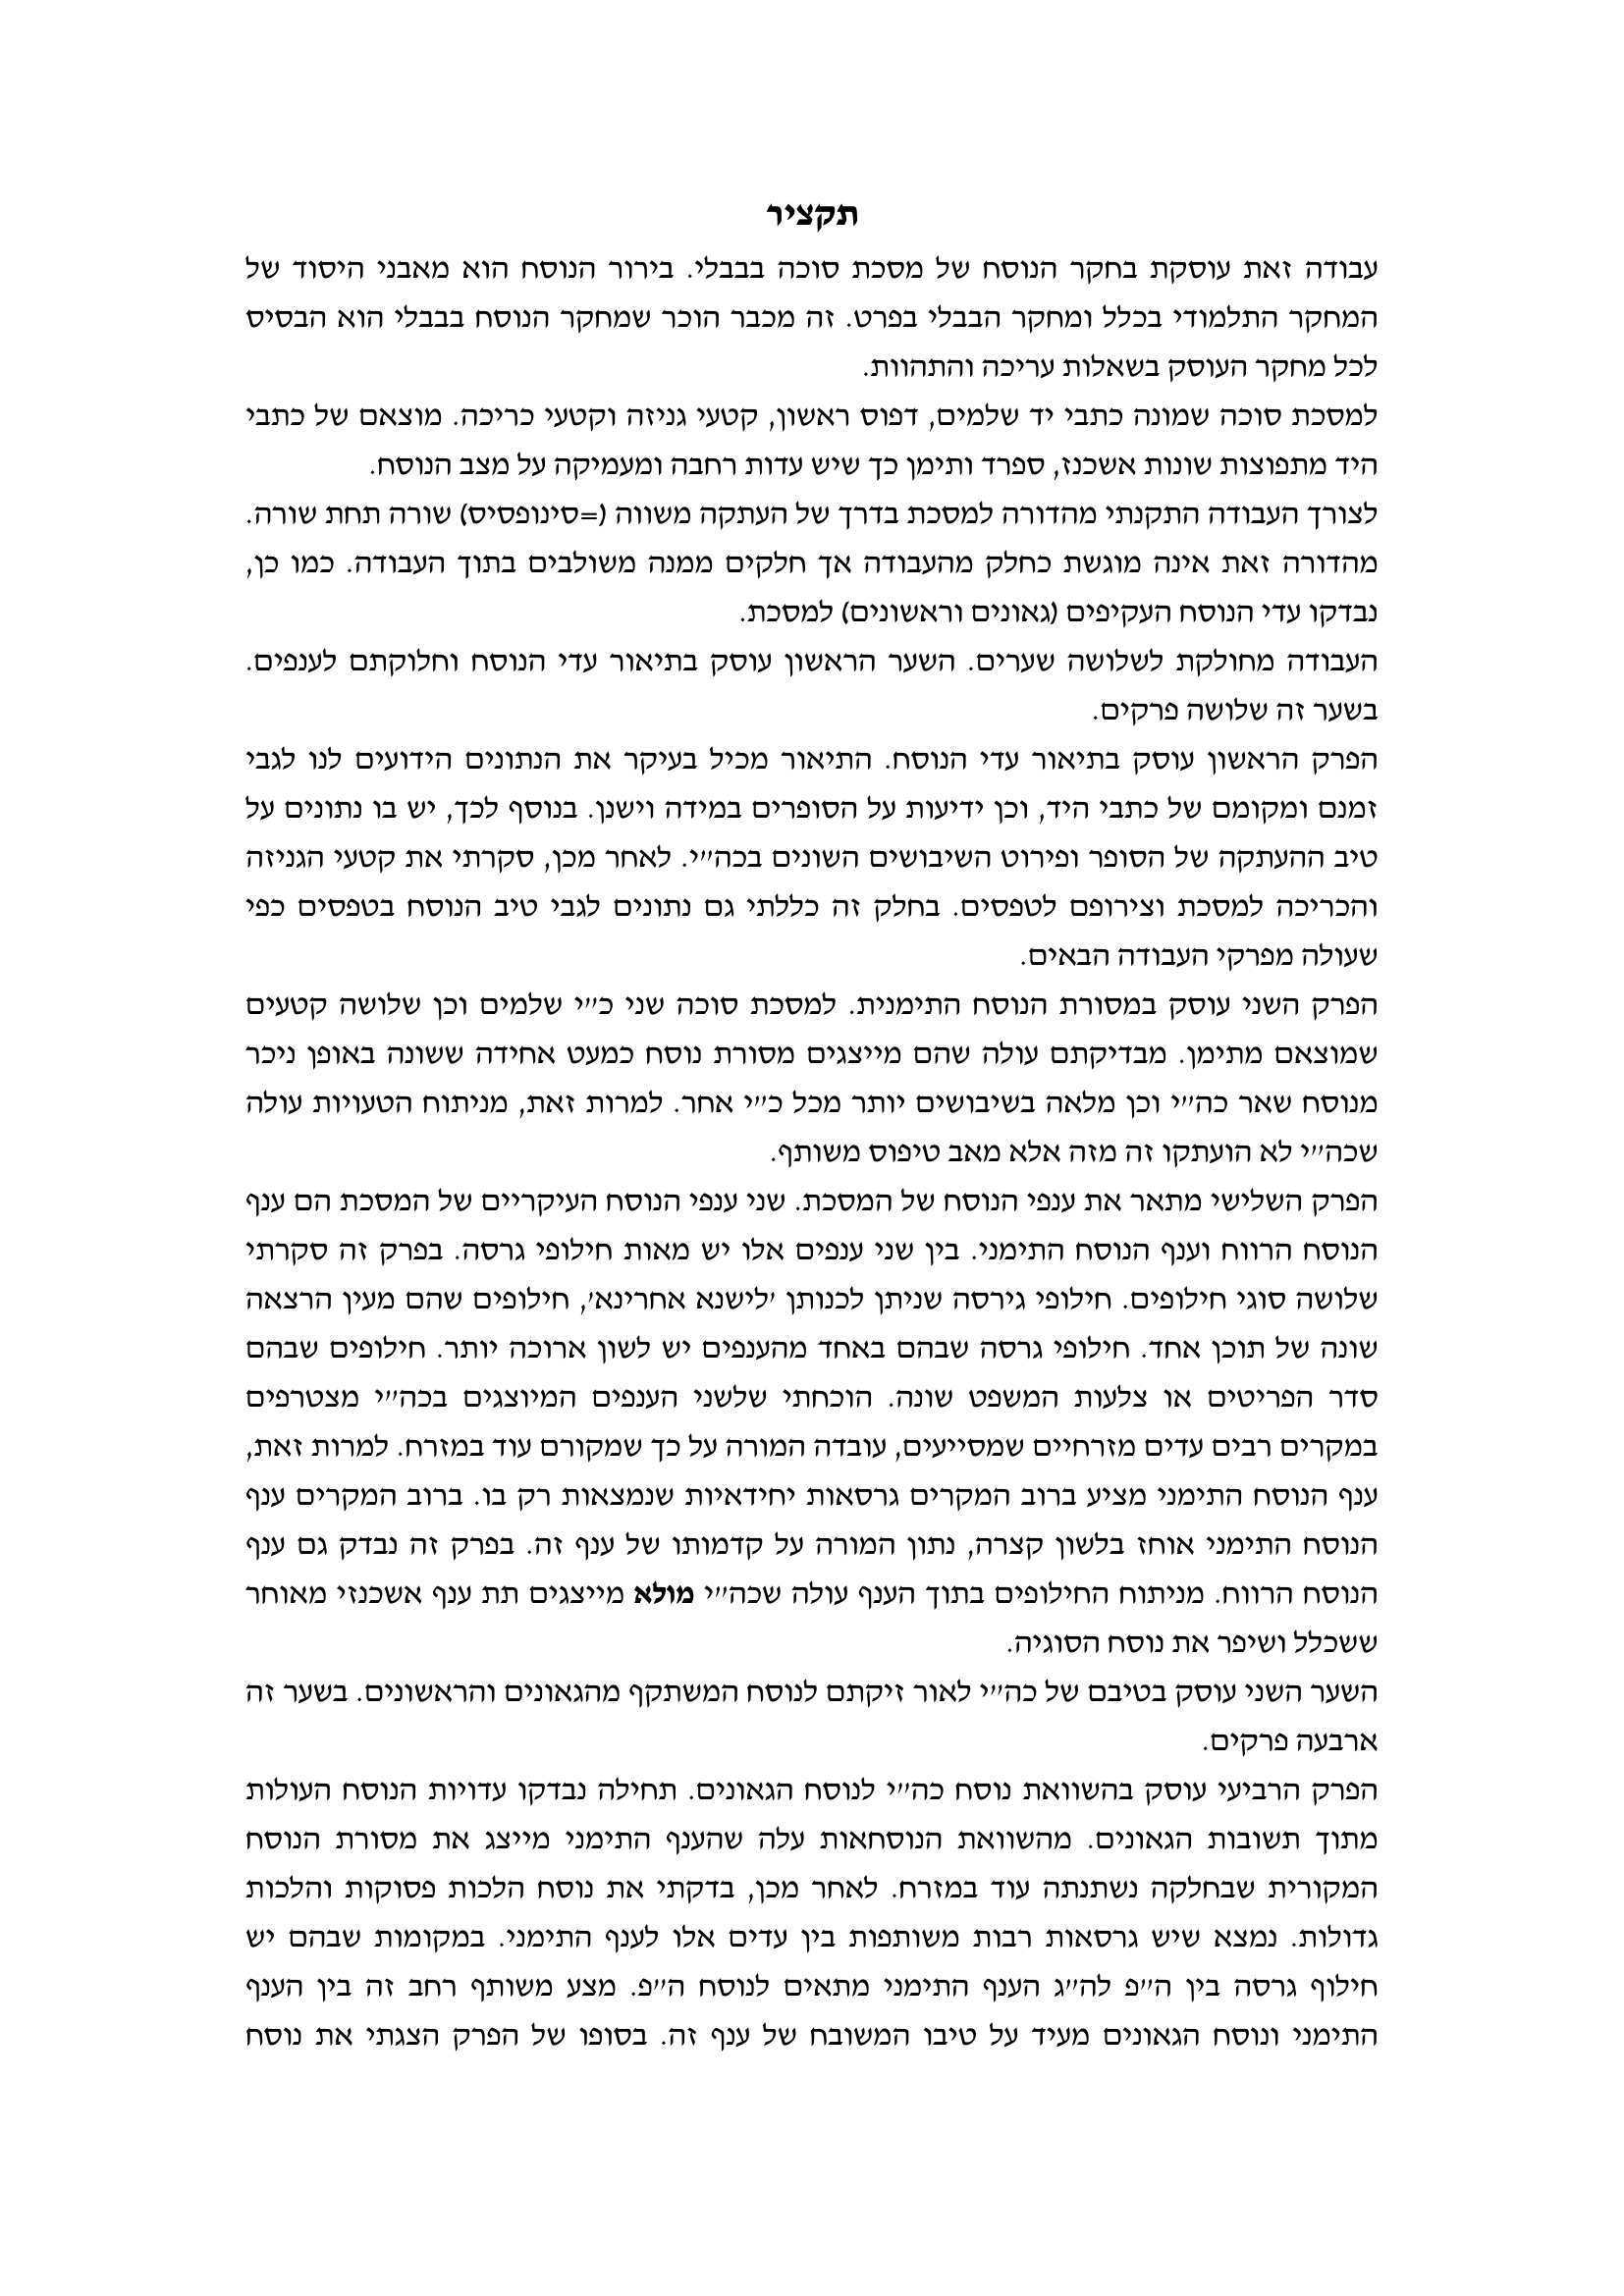 תקציר
עבודה זאת עוסקת בחקר הנוסח של מסכת סוכה בבבלי. בירור הנוסח הוא מאבני היסוד של
המחקר התלמודי בכלל ומחקר הבבלי בפרט. זה מכבר הוכר שמחקר הנוסח בבבלי הוא הבסיס
לכל מחקר העוסק בשאלות עריכה והתהוות.
למסכת סוכה שמונה כתבי יד שלמים, דפוס ראשון, קטעי גניזה וקטעי כריכה. מוצאם של כתבי
היד מתפוצות שונות אשכנז, ספרד ותימן כך שיש עדות רחבה ומעמיקה על מצב הנוסח.
לצורך העבודה התקנתי מהדורה למסכת בדרך של העתקה משווה (=סינופסיס) שורה תחת שורה.
מהדורה זאת אינה מוגשת כחלק מהעבודה אך חלקים ממנה משולבים בתוך העבודה. כמו כן,
נבדקו עדי הנוסח העקיפים (גאונים וראשונים) למסכת.
העבודה מחולקת לשלושה שערים. השער הראשון עוסק בתיאור עדי הנוסח וחלוקתם לענפים.
בשער זה שלושה פרקים.
הפרק הראשון עוסק בתיאור עדי הנוסח. התיאור מכיל בעיקר את הנתונים הידועים לנו לגבי
זמנם ומקומם של כתבי היד, וכן ידיעות על הסופרים במידה וישנן. בנוסף לכך, יש בו נתונים על
טיב ההעתקה של הסופר ופירוט השיבושים השונים בכה״י. לאחר מכן, סקרתי את קטעי הגניזה
והכריכה למסכת וצירופם לטפסים. בחלק זה כללתי גם נתונים לגבי טיב הנוסח בטפסים כפי
שעולה מפרקי העבודה הבאים.
הפרק השני עוסק במסורת הנוסח התימנית. למסכת סוכה שני כ״י שלמים וכן שלושה קטעים
שמוצאם מתימן. מבדיקתם עולה שהם מייצגים מסורת נוסח כמעט אחידה ששונה באופן ניכר
מנוסח שאר כה״י וכן מלאה בשיבושים יותר מכל כ״י אחר. למרות זאת, מניתוח הטעויות עולה
שכה״י לא הועתקו זה מזה אלא מאב טיפוס משותף.
הפרק השלישי מתאר את ענפי הנוסח של המסכת. שני ענפי הנוסח העיקריים של המסכת הם ענף
הנוסח הרווח וענף הנוסח התימני. בין שני ענפים אלו יש מאות חילופי גרסה. בפרק זה סקרתי
שלושה סוגי חילופים. חילופי גירסה שניתן לכנותן ׳לישנא אחרינא׳, חילופים שהם מעין הרצאה
שונה של תוכן אחד. חילופי גרסה שבהם באחד מהענפים יש לשון ארוכה יותר. חילופים שבהם
סדר הפריטים או צלעות המשפט שונה. הוכחתי שלשני הענפים המיוצגים בכה״י מצטרפים
במקרים רבים עדים מזרחיים שמסייעים, עובדה המורה על כך שמקורם עוד במזרח. למרות זאת,
ענף הנוסח התימני מציע ברוב המקרים גרסאות יחידאיות שנמצאות רק בו. ברוב המקרים ענף
הנוסח התימני אוחז בלשון קצרה, נתון המורה על קדמותו של ענף זה. בפרק זה נבדק גם ענף
הנוסח הרווח. מניתוח החילופים בתוך הענף עולה שכה״י מולא מייצגים תת ענף אשכנזי מאוחר
ששכלל ושיפר את נוסח הסוגיה.
השער השני עוסק בטיבם של כה״י לאור זיקתם לנוסח המשתקף מהגאונים והראשונים. בשער זה
ארבעה פרקים.
הפרק הרביעי עוסק בהשוואת נוסח כה״י לנוסח הגאונים. תחילה נבדקו עדויות הנוסח העולות
מתוך תשובות הגאונים. מהשוואת הנוסחאות עלה שהענף התימני מייצג את מסורת הנוסח
המקורית שבחלקה נשתנתה עוד במזרח. לאחר מכן, בדקתי את נוסח הלכות פסוקות והלכות
גדולות. נמצא שיש גרסאות רבות משותפות בין עדים אלו לענף התימני. במקומות שבהם יש
חילוף גרסה בין ה״פ לה״ג הענף התימני מתאים לנוסח ה״פ. מצע משותף רחב זה בין הענף
התימני ונוסח הגאונים מעיד על טיבו המשובח של ענף זה. בסופו של הפרק הצגתי את נוסח